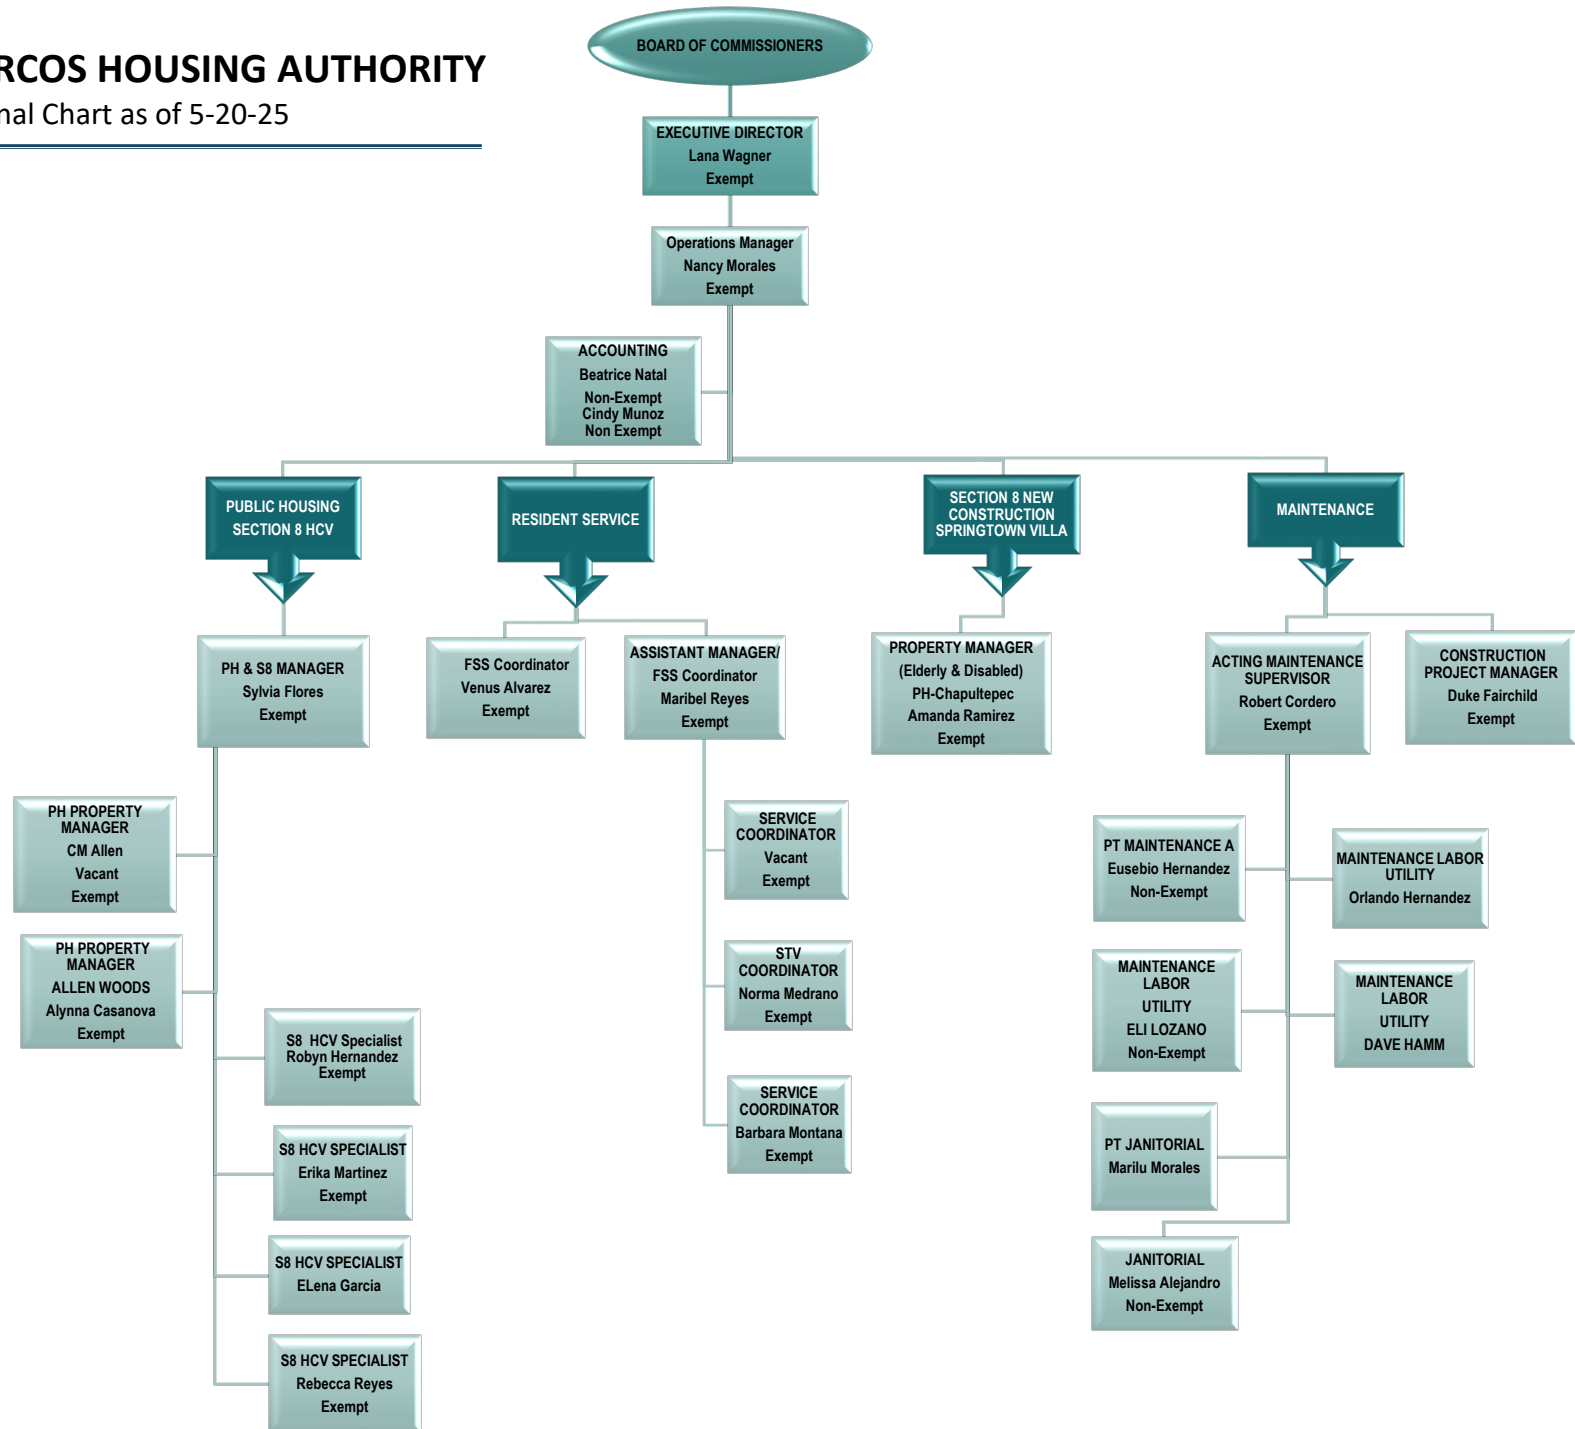 RCOS HOUSING AUTHORITY
nal Chart as of 5-20-25
BOARD OF COMMISSIONERS
EXECUTIVE DIRECTOR
Lana Wagner
Exempt
Operations Manager
Nancy Morales
Exempt
ACCOUNTING
Beatrice Natal
Non-Exempt
Cindy Munoz
Non Exempt
PUBLIC HOUSING
SECTION 8 HCV
RESIDENT SERVICE
SECTION 8 NEW
CONSTRUCTION
SPRINGTOWN VILLA
MAINTENANCE
PH & S8 MANAGER
Sylvia Flores
Exempt
FSS Coordinator
Venus Alvarez
Exempt
ASSISTANT MANAGER/
FSS Coordinator
Maribel Reyes
Exempt
PROPERTY MANAGER
(Elderly & Disabled)
PH-Chapultepec
Amanda Ramirez
Exempt
ACTING MAINTENANCE
SUPERVISOR
Robert Cordero
Exempt
CONSTRUCTION
PROJECT MANAGER
Duke Fairchild
Exempt
PH PROPERTY
MANAGER
CM Allen
Vacant
Exempt
PH PROPERTY
MANAGER
ALLEN WOODS
Alynna Casanova
Exempt
S8  HCV Specialist
Robyn Hernandez
Exempt
S8 HCV SPECIALIST
Erika Martinez
Exempt
S8 HCV SPECIALIST
ELena Garcia
S8 HCV SPECIALIST
Rebecca Reyes
Exempt
SERVICE
COORDINATOR
Vacant
Exempt
STV
COORDINATOR
Norma Medrano
Exempt
SERVICE
COORDINATOR
Barbara Montana
Exempt
PT MAINTENANCE A
Eusebio Hernandez
Non-Exempt
MAINTENANCE LABOR
UTILITY
Orlando Hernandez
MAINTENANCE
LABOR
UTILITY
ELI LOZANO
Non-Exempt
MAINTENANCE
LABOR
UTILITY
DAVE HAMM
PT JANITORIAL
Marilu Morales
JANITORIAL
Melissa Alejandro
Non-Exempt